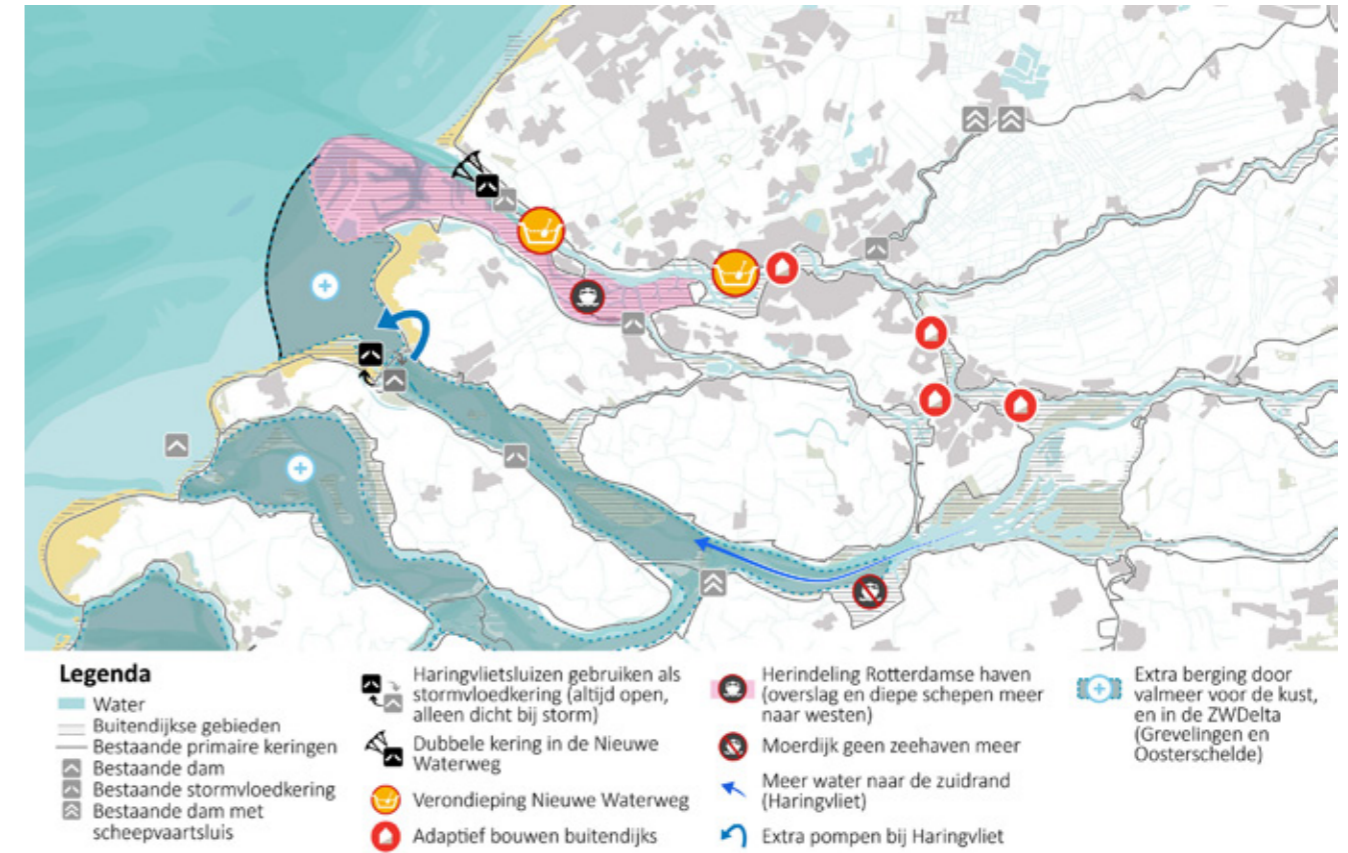 Legenda
Water
Buitendijkse gebieden
Bestaande primaire keringen
Bestaande dam
Bestaande stormvloedkering
Bestaande dam met
scheepvaartsluis
Haringvlietsluizen gebruiken als
stormvloedkering (altijd open,
alleen dicht bij storm)
Dubbele kering in de Nieuwe
Waterweg
Verondieping Nieuwe Waterweg
Adaptief bouwen buitendijks
Herindeling Rotterdamse haven
(overslag en diepe schepen meer
naar westen)
Moerdijk geen zeehaven meer
Meer water naar de zuidrand
(Haringvliet)
Extra pompen bij Haringvliet
Extra berging door
valmeer voor de kust,
en in de ZWDelta
(Grevelingen en
Oosterschelde)